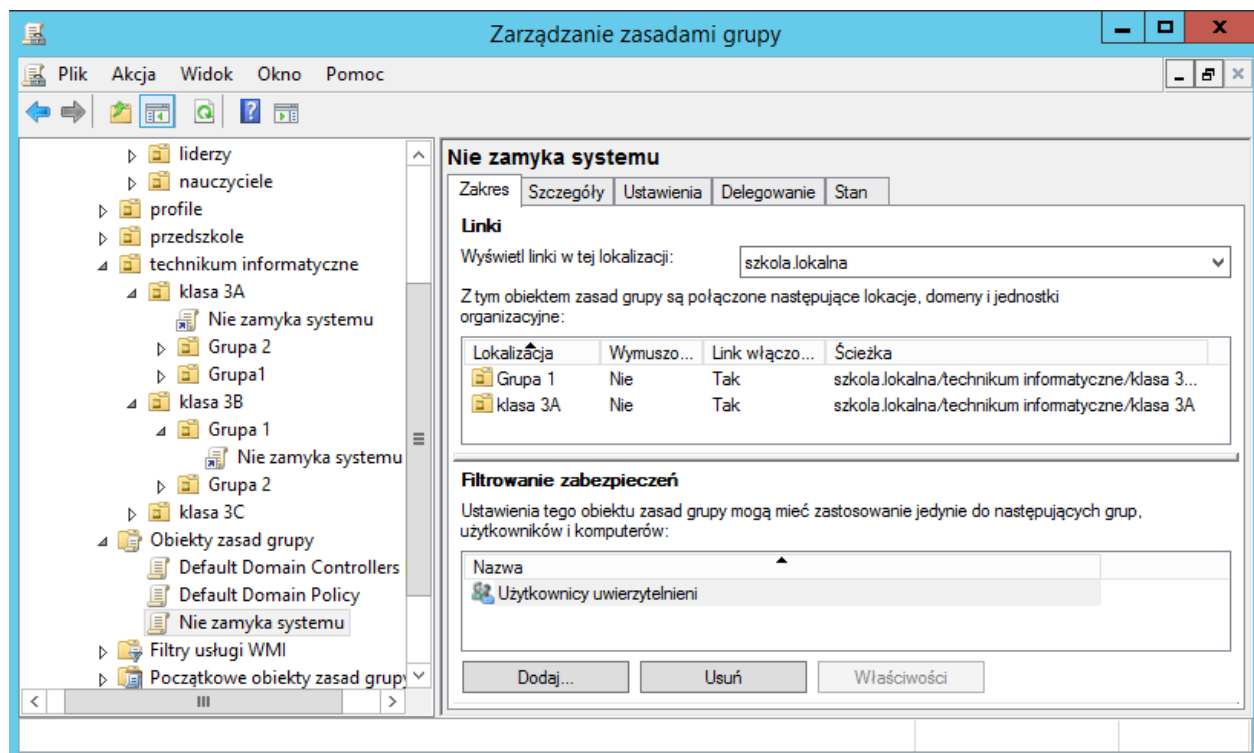 Zarządzanie zasadami grupy
Plik Akcja Widok Okno Pomoc
liderzy
nauczyciele
profile
przedszkole
technikum informatyczne
klasa 3A
Nie zamyka systemu
Grupa 2
Grupa1
klasa 3B
Grupa 1
Nie zamyka systemu
Grupa 2
klasa 3C
Obiekty zasad grupy
Default Domain Controllers
Default Domain Policy
Nie zamyka systemu
Filtry usługi WMI
Początkowe obiekty zasad grupy
Nie zamyka systemu
Zakres Szczegóły Ustawienia Delegowanie Stan
Linki
Wyświetl linki w tej lokalizacji: szkola.lokalna
Z tym obiektem zasad grupy są połączone następujące lokacje, domeny i jednostki
organizacyjne:
Lokalizacja Wymuszo... Link włączo... Ścieżka
Grupa 1 Nie Tak szkola.lokalna/technikum informatyczne/klasa 3...
klasa 3A Nie Tak szkola.lokalna/technikum informatyczne/klasa 3A
Filtrowanie zabezpieczeń
Ustawienia tego obiektu zasad grupy mogą mieć zastosowanie jedynie do następujących grup,
użytkowników i komputerów:
Nazwa
Użytkownicy uwierzytelnieni
Dodaj... Usuń Właściwości